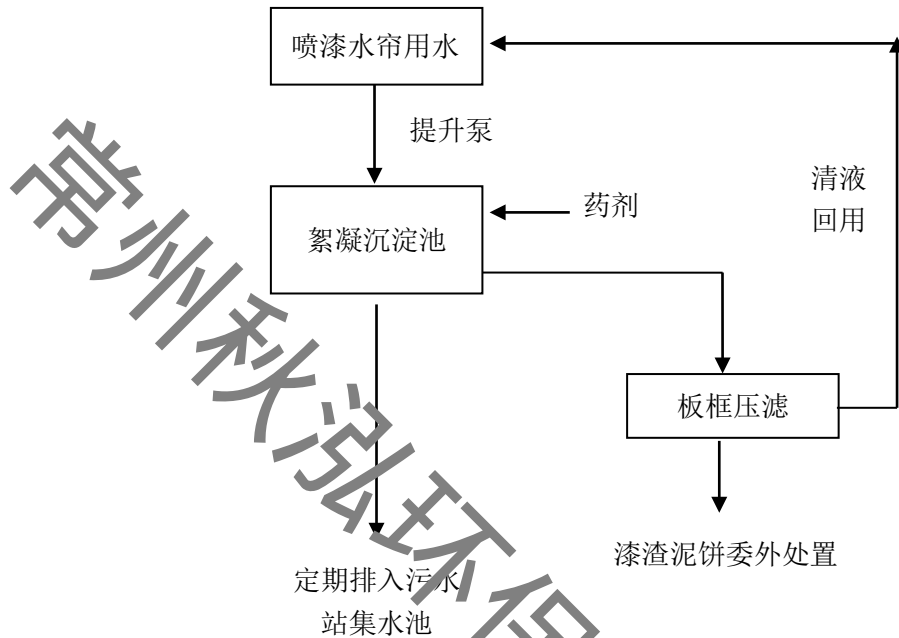 喷漆水帘用水
提升泵
清液
回用
药剂
絮凝沉淀池
板框压滤
漆渣泥饼委外处置
定期排入污水
站集水池
常州秋泓环保